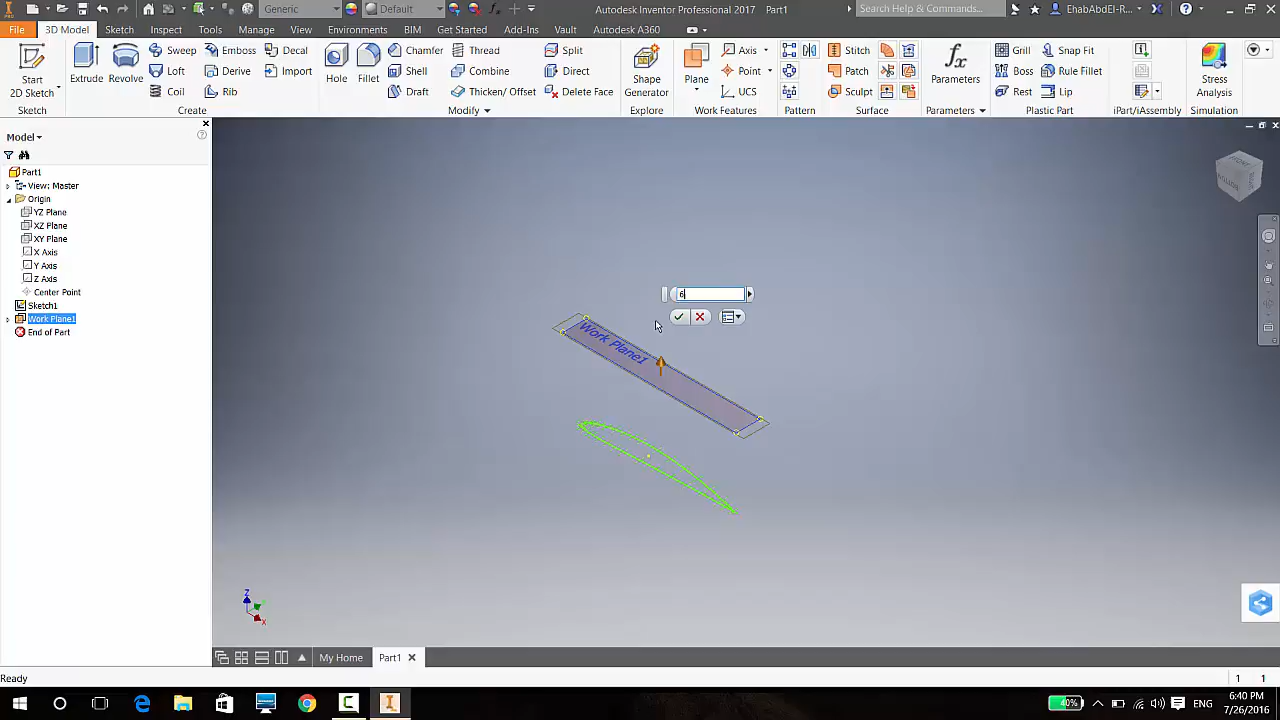 Generic
Default
Autodesk Inventor Professional 2017 Part1
Search Help & Commands...
EhabAbdEl-R...
File
3D Model
Sketch
Inspect
Tools
Manage
View
Environments
BIM
Get Started
Add-Ins
Vault
Autodesk A360
Start
2D Sketch
Sketch
Extrude
Revolve
Sweep
Loft
Coil
Emboss
Derive
Rib
Decal
Import
Create
Hole
Fillet
Chamfer
Shell
Draft
Thread
Combine
Thicken/ Offset
Split
Direct
Delete Face
Modify
Shape
Generator
Explore
Plane
Axis
Point
UCS
Work Features
Pattern
Stitch
Patch
Sculpt
Surface
fx
Parameters
Parameters
Grill
Boss
Rest
Snap Fit
Rule Fillet
Lip
Plastic Part
iPart/iAssembly
Stress
Analysis
Simulation
Model
Part1
View: Master
Origin
YZ Plane
XZ Plane
XY Plane
X Axis
Y Axis
Z Axis
Center Point
Sketch1
Work Plane1
End of Part
6
Work Plane1
Z
X
My Home
Part1
Ready
1 1
40%
ENG
6:40 PM
7/26/2016